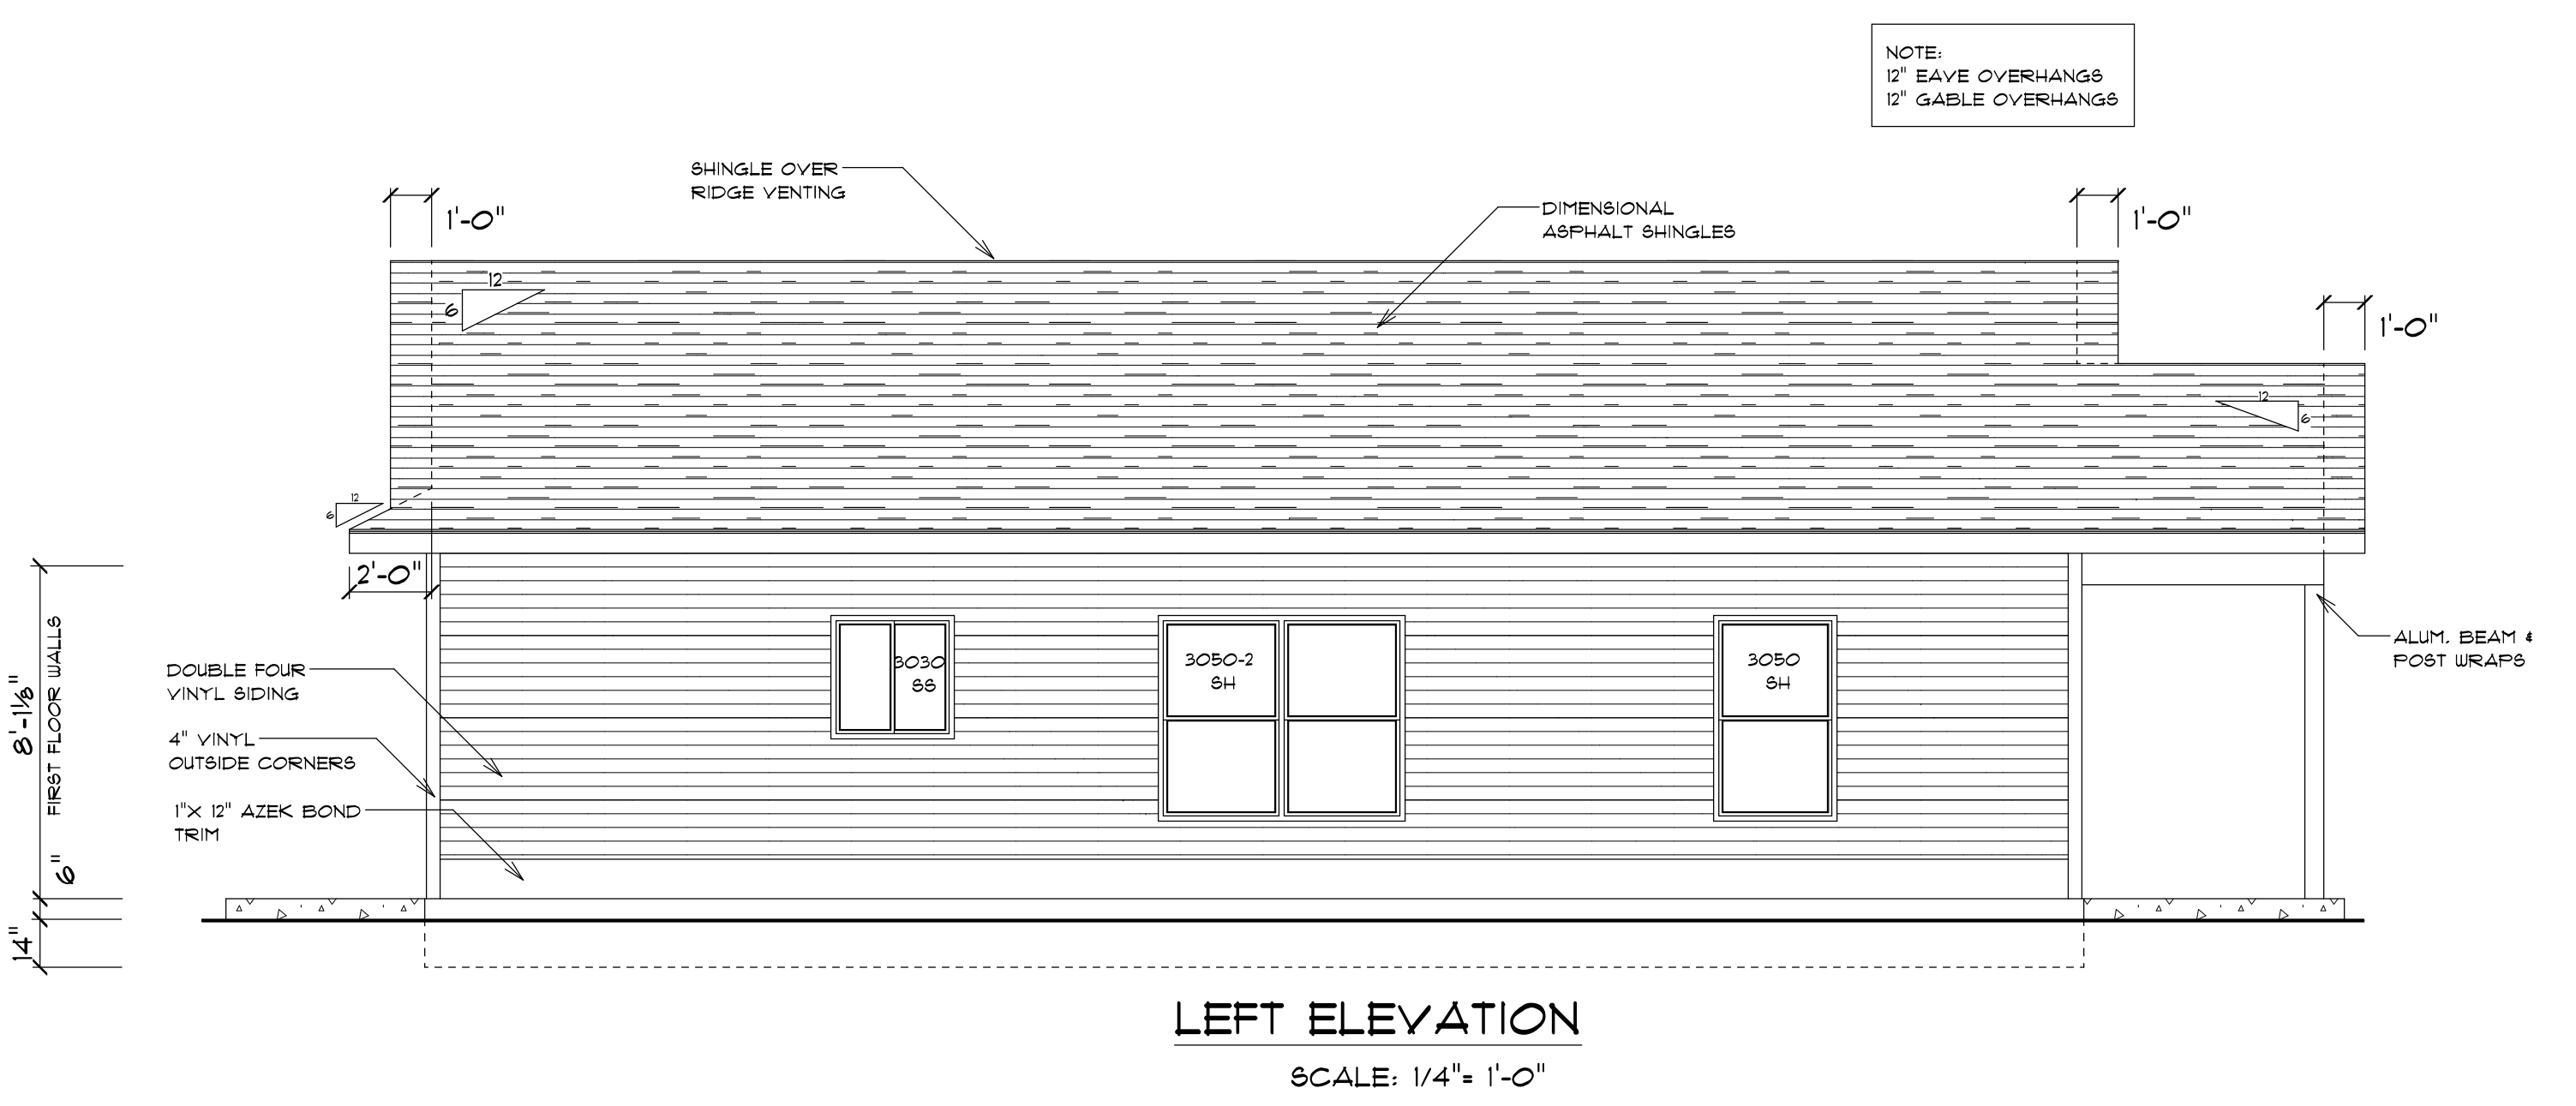 NOTE:
12" EAVE OVERHANGS
12" GABLE OVERHANGS
SHINGLE OVER
RIDGE VENTING
1'-0"
DIMENSIONAL
ASPHALT SHINGLES
1'-0"
12
6
1'-0"
12
6
12
6
2'-0"
8'-1⅛"
FIRST FLOOR WALLS
DOUBLE FOUR
VINYL SIDING
4" VINYL
OUTSIDE CORNERS
1"X 12" AZEK BOND
TRIM
3030
SS
3050-2
SH
3050
SH
ALUM. BEAM &
POST WRAPS
6"
14"
LEFT ELEVATION
SCALE: 1/4"= 1'-0"